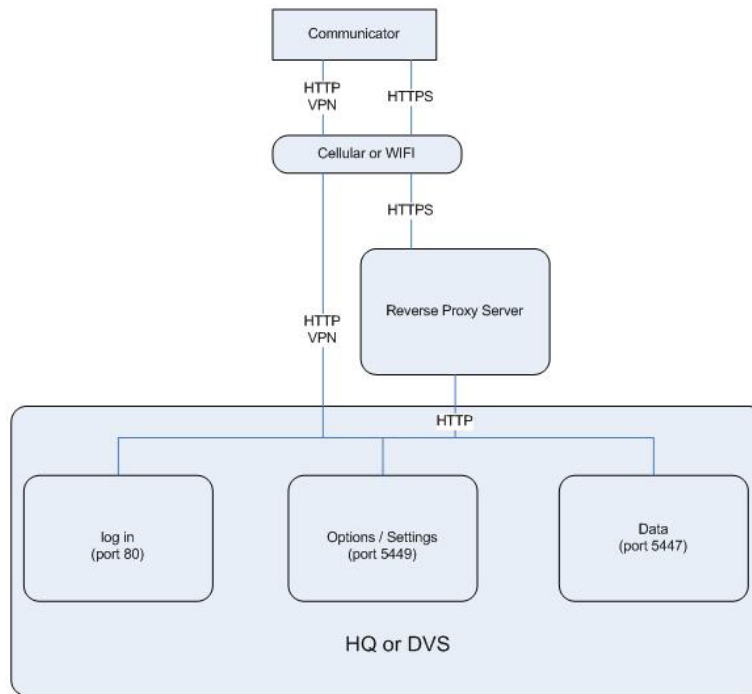 Communicator
HTTP
VPN
HTTPS
Cellular or WIFI
HTTPS
Reverse Proxy Server
HTTP
VPN
HTTP
log in
(port 80)
Options / Settings
(port 5449)
Data
(port 5447)
HQ or DVS